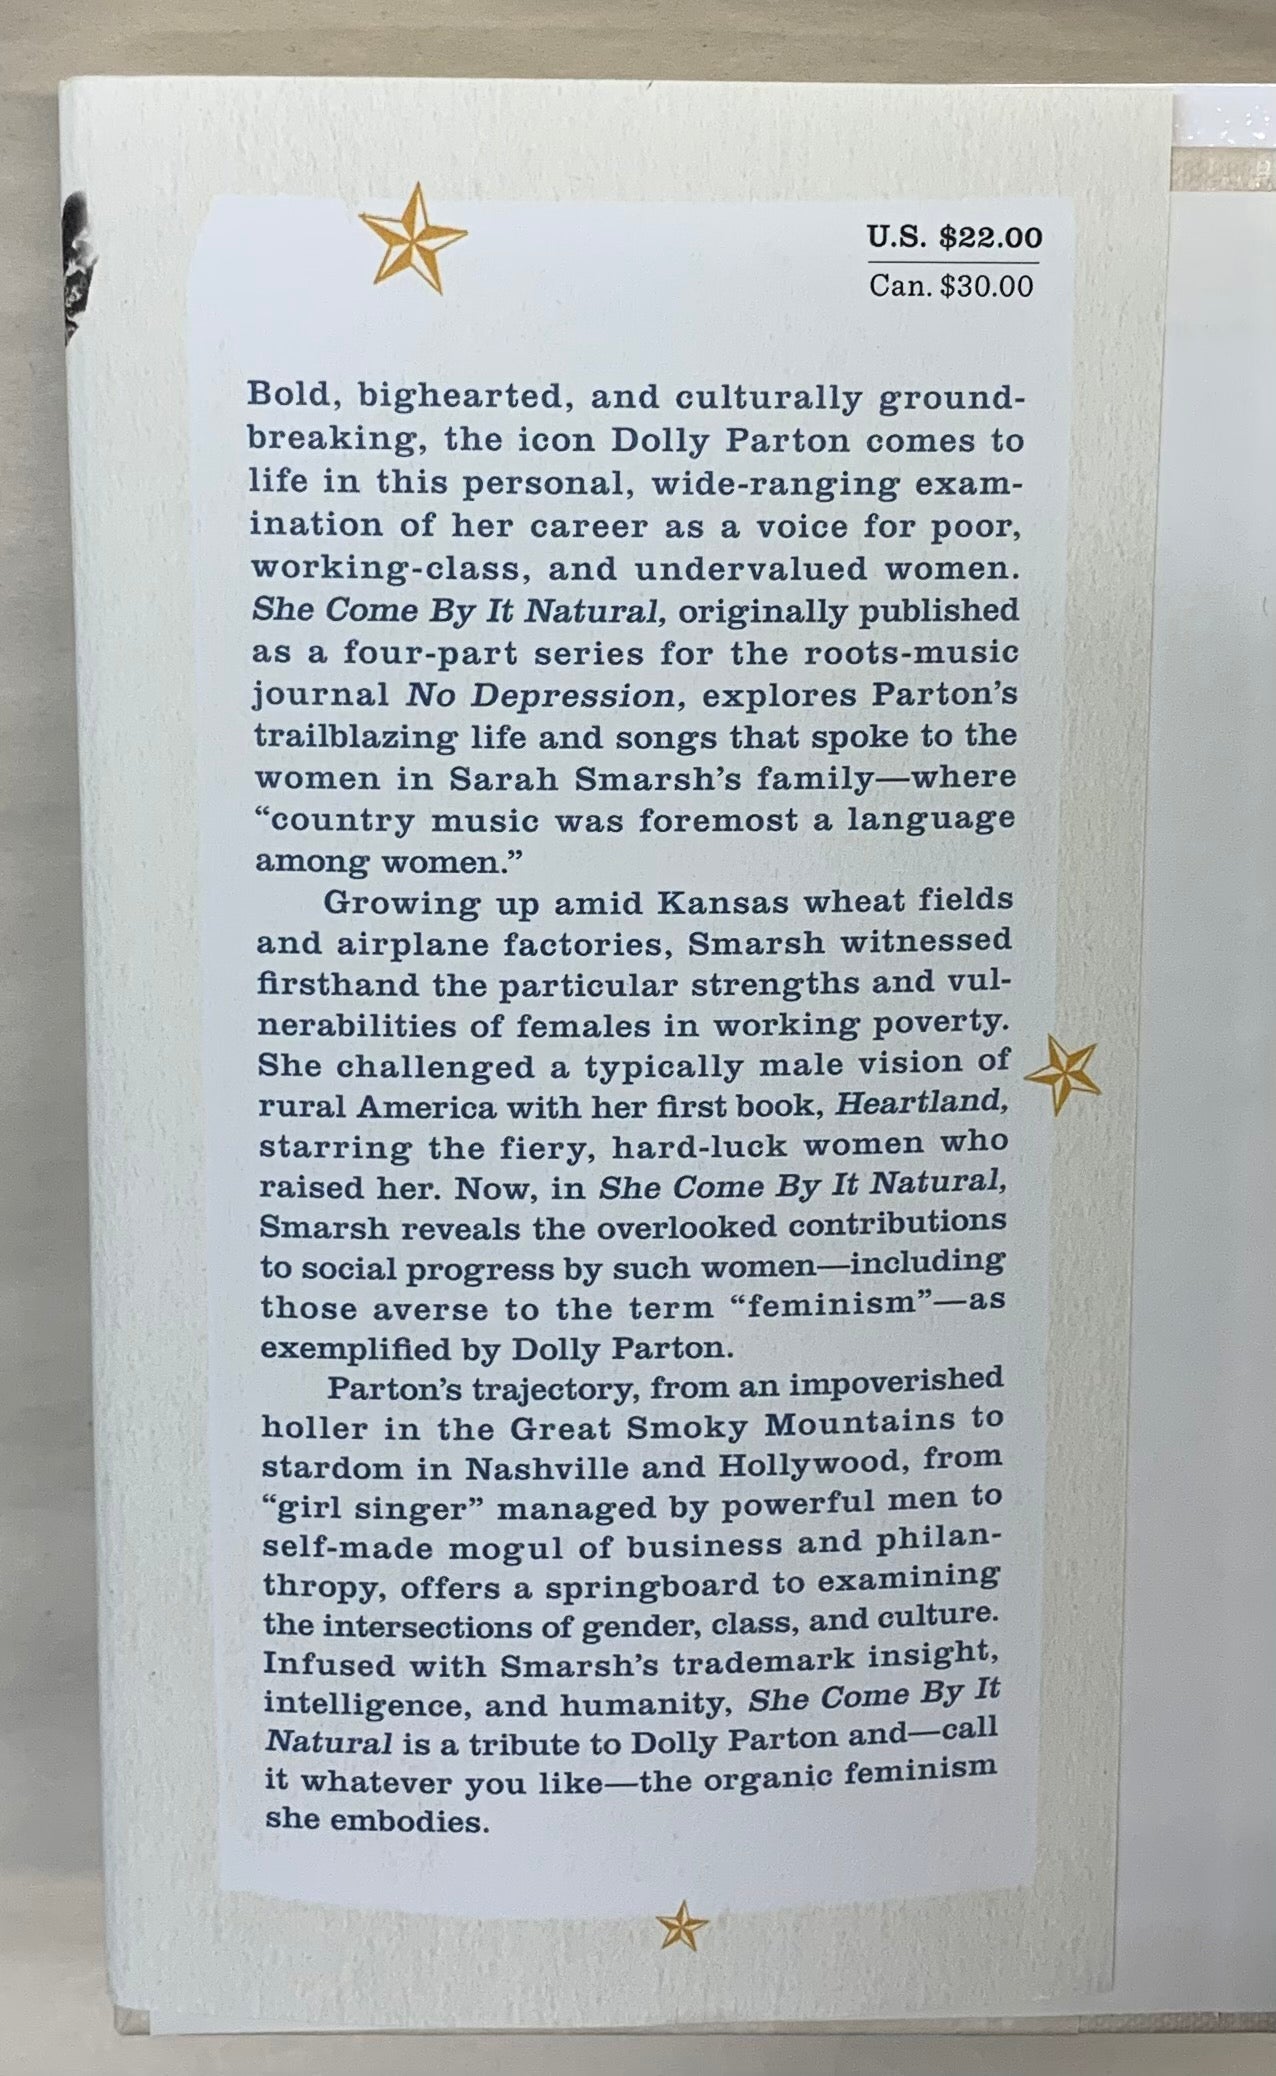 U.S. $22.00
Can. $30.00
Bold, bighearted, and culturally ground-
breaking, the icon Dolly Parton comes to
life in this personal, wide-ranging exam-
ination of her career as a voice for poor,
working-class, and undervalued women.
She Come By It Natural, originally published
as a four-part series for the roots-music
journal No Depression, explores Parton’s
trailblazing life and songs that spoke to the
women in Sarah Smarsh’s family—where
“country music was foremost a language
among women.”
Growing up amid Kansas wheat fields
and airplane factories, Smarsh witnessed
firsthand the particular strengths and vul-
nerabilities of females in working poverty.
She challenged a typically male vision of
rural America with her first book, Heartland,
starring the fiery, hard-luck women who
raised her. Now, in She Come By It Natural,
Smarsh reveals the overlooked contributions
to social progress by such women—including
those averse to the term “feminism”—as
exemplified by Dolly Parton.
Parton’s trajectory, from an impoverished
holler in the Great Smoky Mountains to
stardom in Nashville and Hollywood, from
“girl singer” managed by powerful men to
self-made mogul of business and philan-
thropy, offers a springboard to examining
the intersections of gender, class, and culture.
Infused with Smarsh’s trademark insight,
intelligence, and humanity, She Come By It
Natural is a tribute to Dolly Parton and—call
it whatever you like—the organic feminism
she embodies.